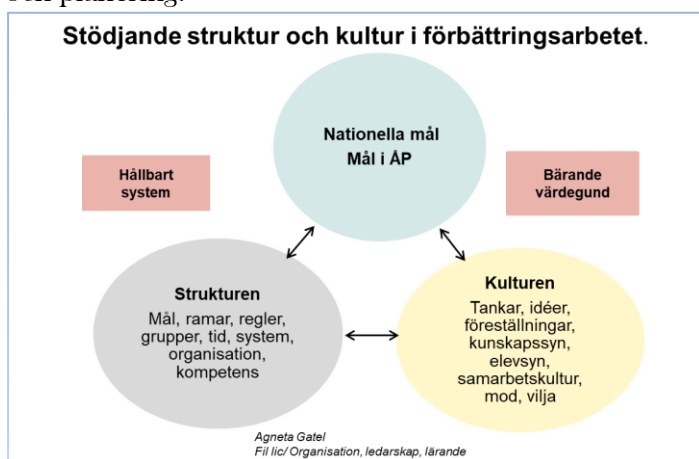 och planering.
Stödjande struktur och kultur i förbättringsarbetet.
Nationella mål
Mål i ÅP
Hållbart
system
Bärande
värdegund
Strukturen
Mål, ramar, regler,
grupper, tid, system,
organisation,
kompetens
Kulturen
Tankar, idéer,
föreställningar,
kunskapssyn,
elevsyn,
samarbetskultur,
mod, vilja
Agneta Gatel
Fil lic/ Organisation, ledarskap, lärande